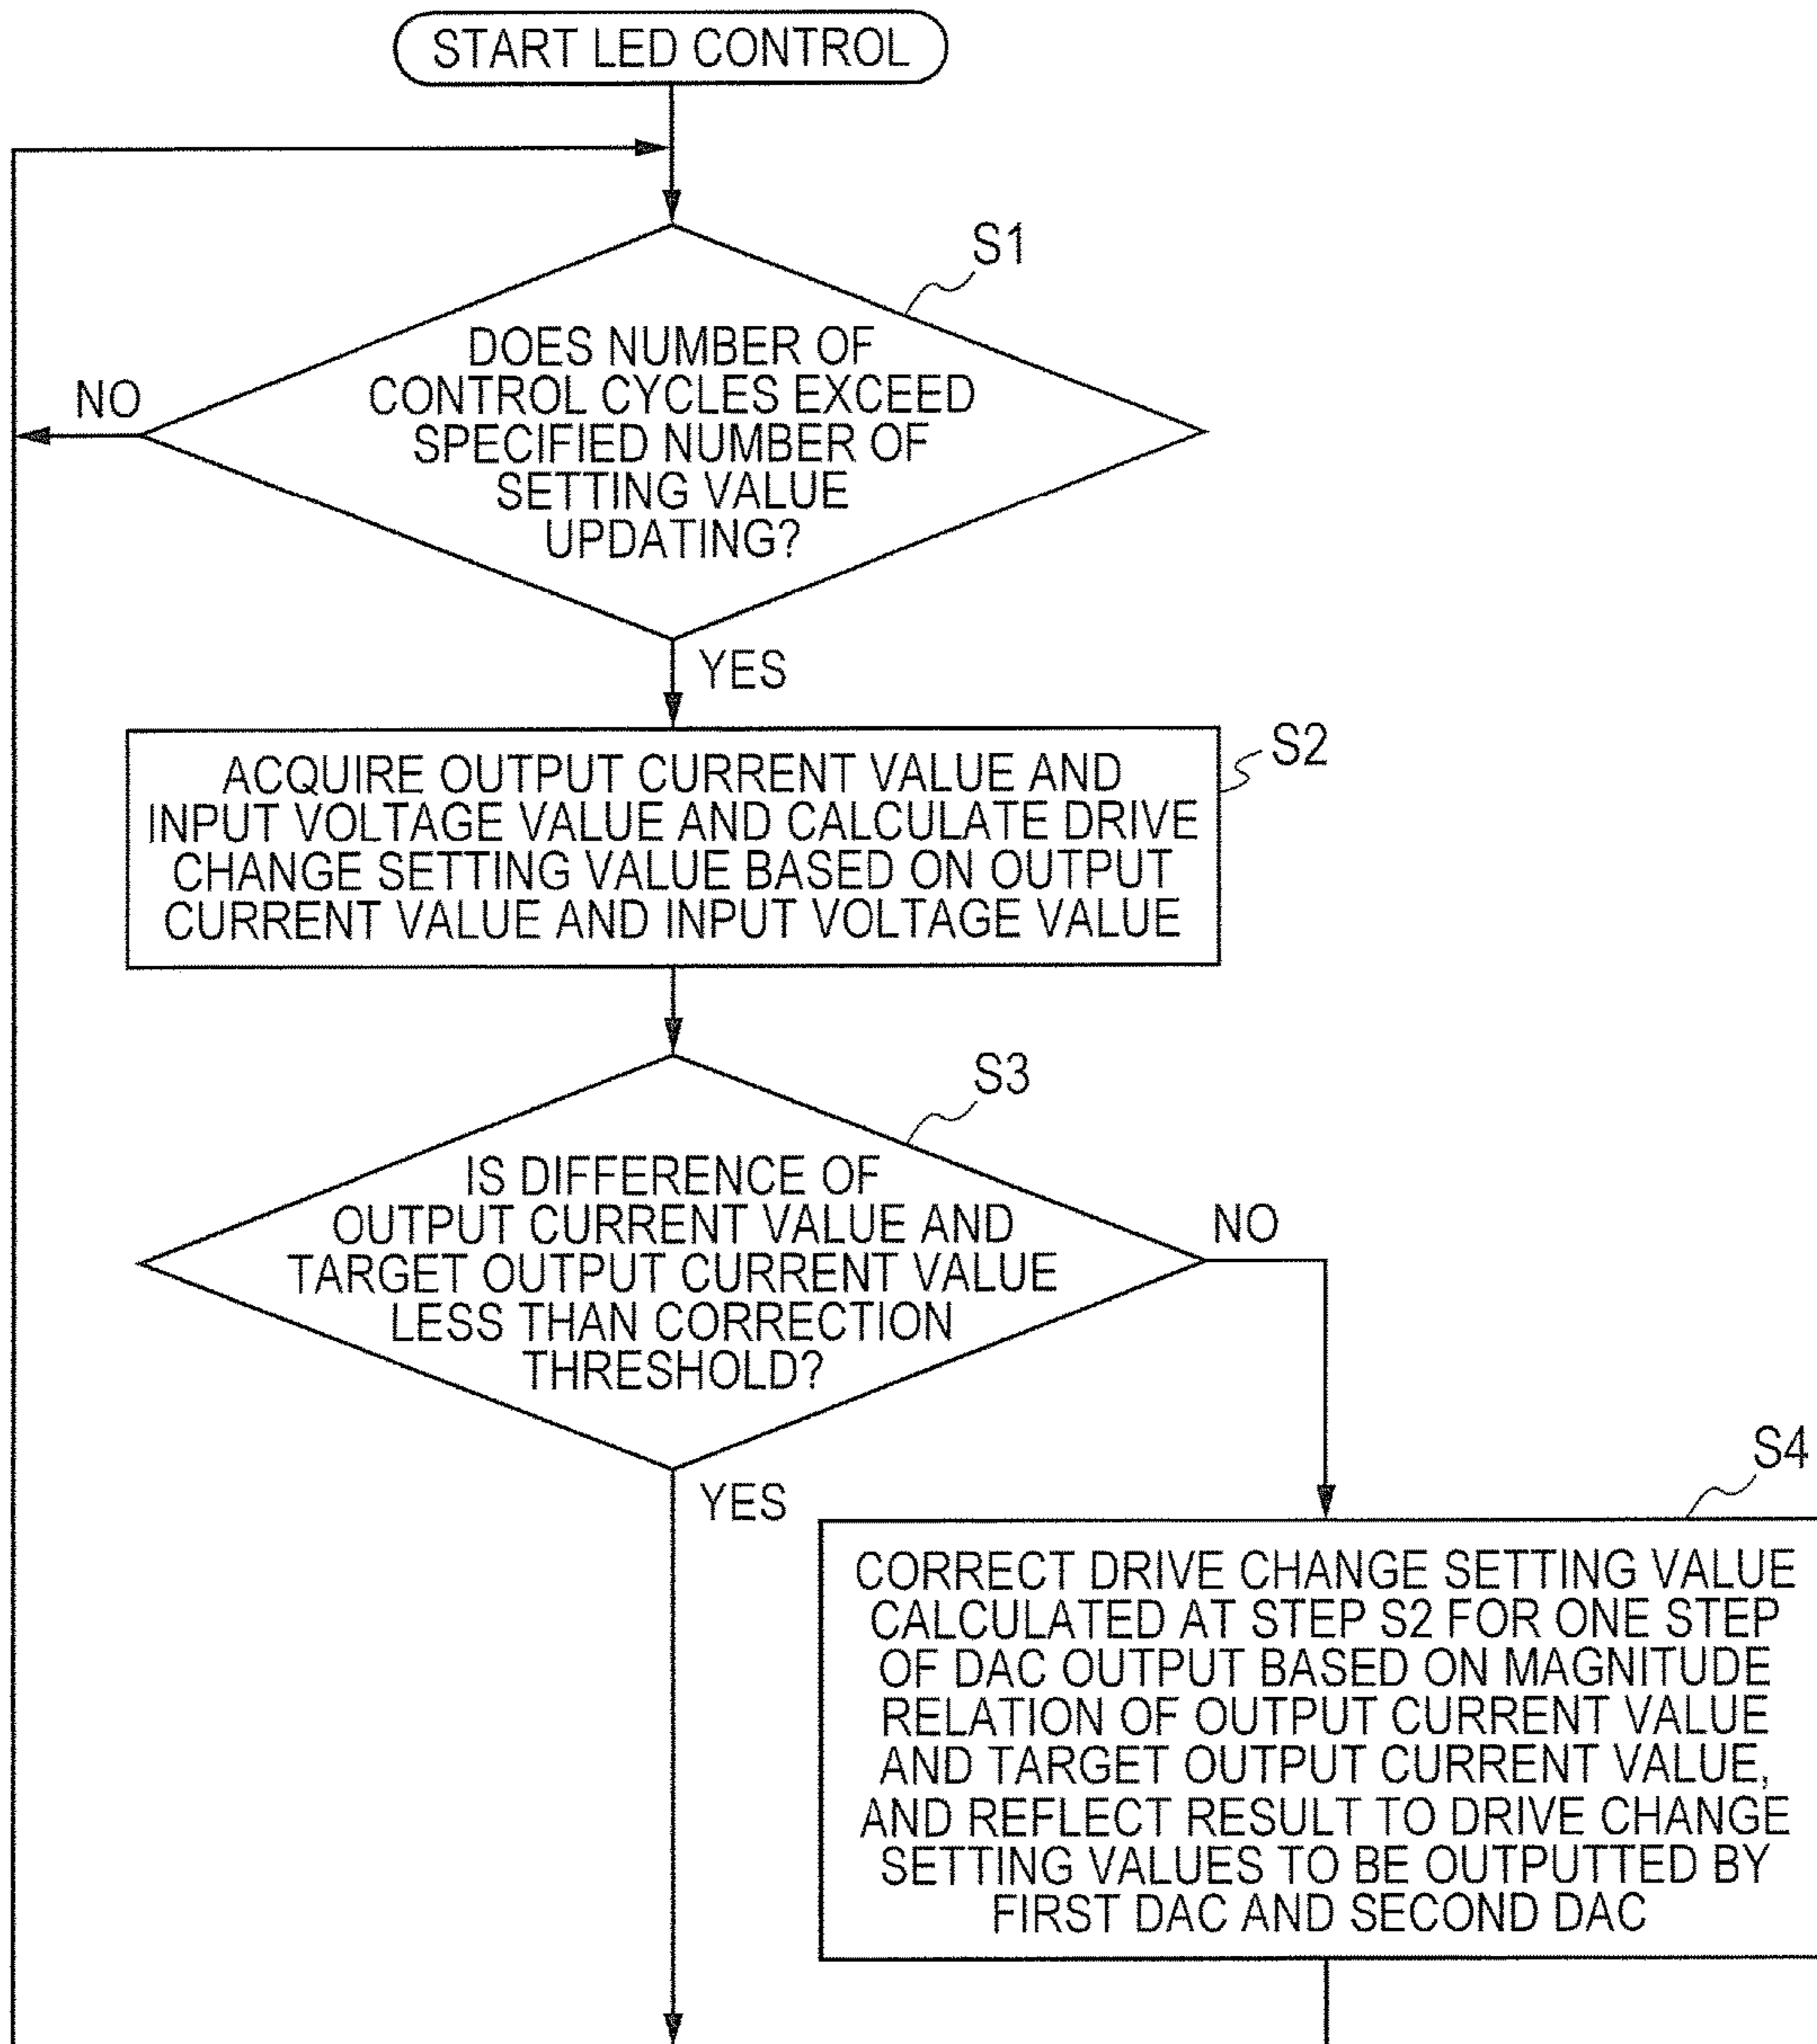 START LED CONTROL
S1
DOES NUMBER OF
CONTROL CYCLES EXCEED
SPECIFIED NUMBER OF
SETTING VALUE
UPDATING?
NO
YES
S2
ACQUIRE OUTPUT CURRENT VALUE AND
INPUT VOLTAGE VALUE AND CALCULATE DRIVE
CHANGE SETTING VALUE BASED ON OUTPUT
CURRENT VALUE AND INPUT VOLTAGE VALUE
S3
IS DIFFERENCE OF
OUTPUT CURRENT VALUE AND
TARGET OUTPUT CURRENT VALUE
LESS THAN CORRECTION
THRESHOLD?
NO
YES
S4
CORRECT DRIVE CHANGE SETTING VALUE
CALCULATED AT STEP S2 FOR ONE STEP
OF DAC OUTPUT BASED ON MAGNITUDE
RELATION OF OUTPUT CURRENT VALUE
AND TARGET OUTPUT CURRENT VALUE,
AND REFLECT RESULT TO DRIVE CHANGE
SETTING VALUES TO BE OUTPUTTED BY
FIRST DAC AND SECOND DAC